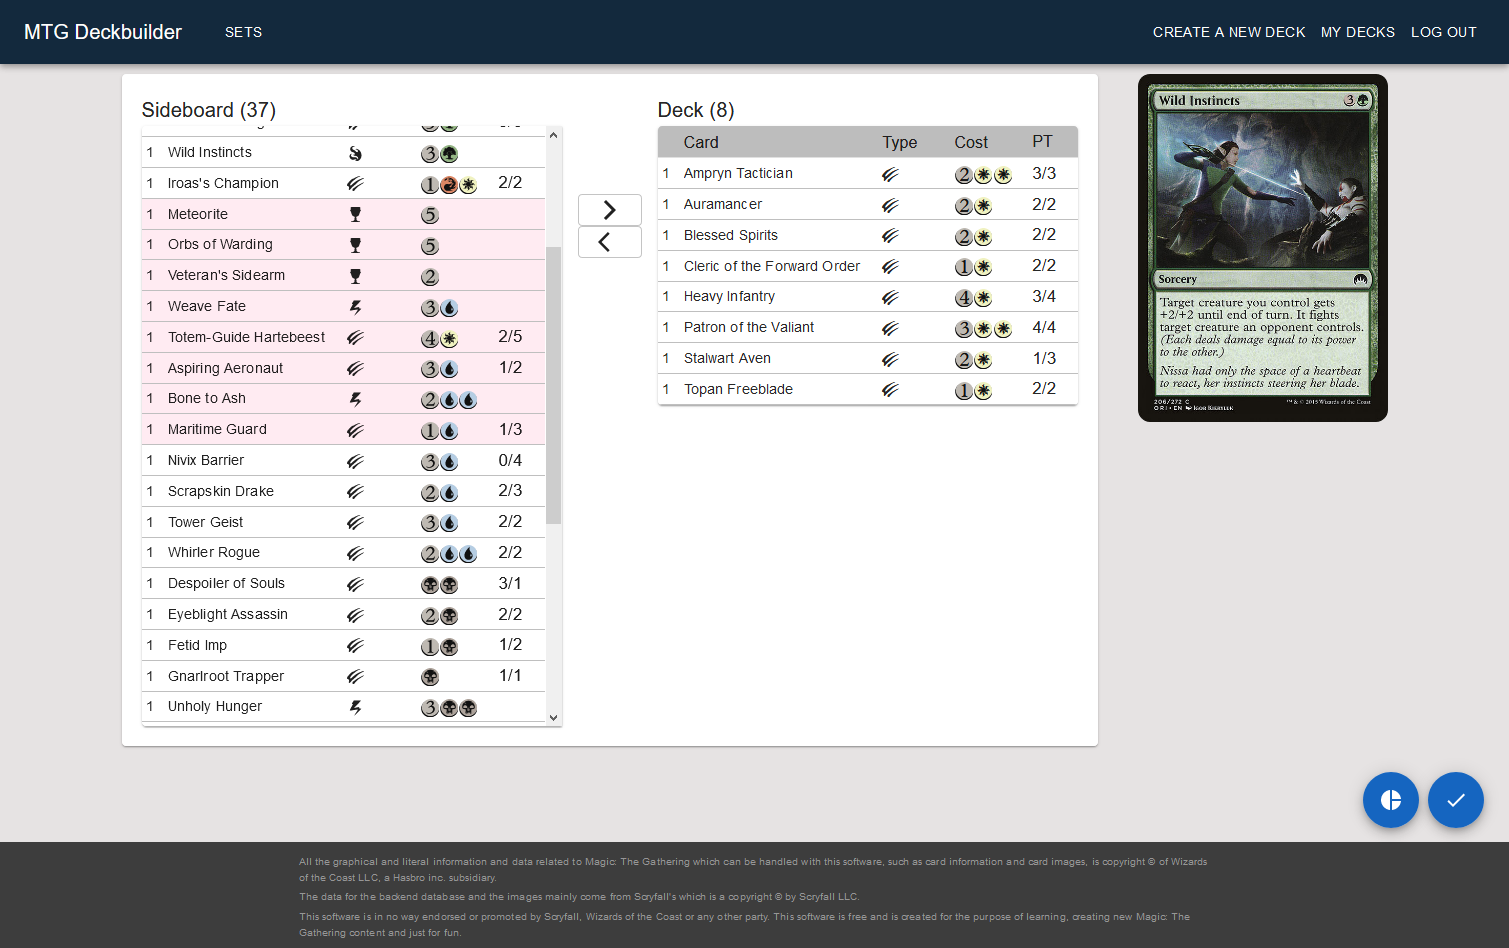 MTG Deckbuilder SETS CREATE A NEW DECK MY DECKS LOG OUT
Sideboard (37)
1 Wild Instincts 3
1 Iroas's Champion 1 2/2
1 Meteorite 5
1 Orbs of Warding 5
1 Veteran's Sidearm 2
1 Weave Fate 3
1 Totem-Guide Hartebeest 4 2/5
1 Aspiring Aeronaut 3 1/2
1 Bone to Ash 2
1 Maritime Guard 1 1/3
1 Nivix Barrier 3 0/4
1 Scrapskin Drake 2 2/3
1 Tower Geist 3 2/2
1 Whirler Rogue 2 2/2
1 Despoiler of Souls 3/1
1 Eyeblight Assassin 2 2/2
1 Fetid Imp 1 1/2
1 Gnarlroot Trapper 1/1
1 Unholy Hunger 3
Deck (8)
Card Type Cost PT
1 Ampryn Tactician 2 3/3
1 Auramancer 2 2/2
1 Blessed Spirits 2 2/2
1 Cleric of the Forward Order 1 2/2
1 Heavy Infantry 4 3/4
1 Patron of the Valiant 3 4/4
1 Stalwart Aven 2 1/3
1 Topan Freeblade 1 2/2
Wild Instincts 3
Sorcery
Target creature you control gets
+2/+2 until end of turn. It fights
target creature an opponent controls.
(Each deals damage equal to its power
to the other.)
Nissa had only the space of a heartbeat
to react, her instincts steering her blade.
206/272 C ™ & © 2015 Wizards of the Coast
ORI • EN Igor Kieryluk
All the graphical and literal information and data related to Magic: The Gathering which can be handled with this software, such as card information and card images, is copyright © of Wizards
of the Coast LLC, a Hasbro inc. subsidiary.
The data for the backend database and the images mainly come from Scryfall's which is a copyright © by Scryfall LLC.
This software is in no way endorsed or promoted by Scryfall, Wizards of the Coast or any other party. This software is free and is created for the purpose of learning, creating new Magic: The
Gathering content and just for fun.